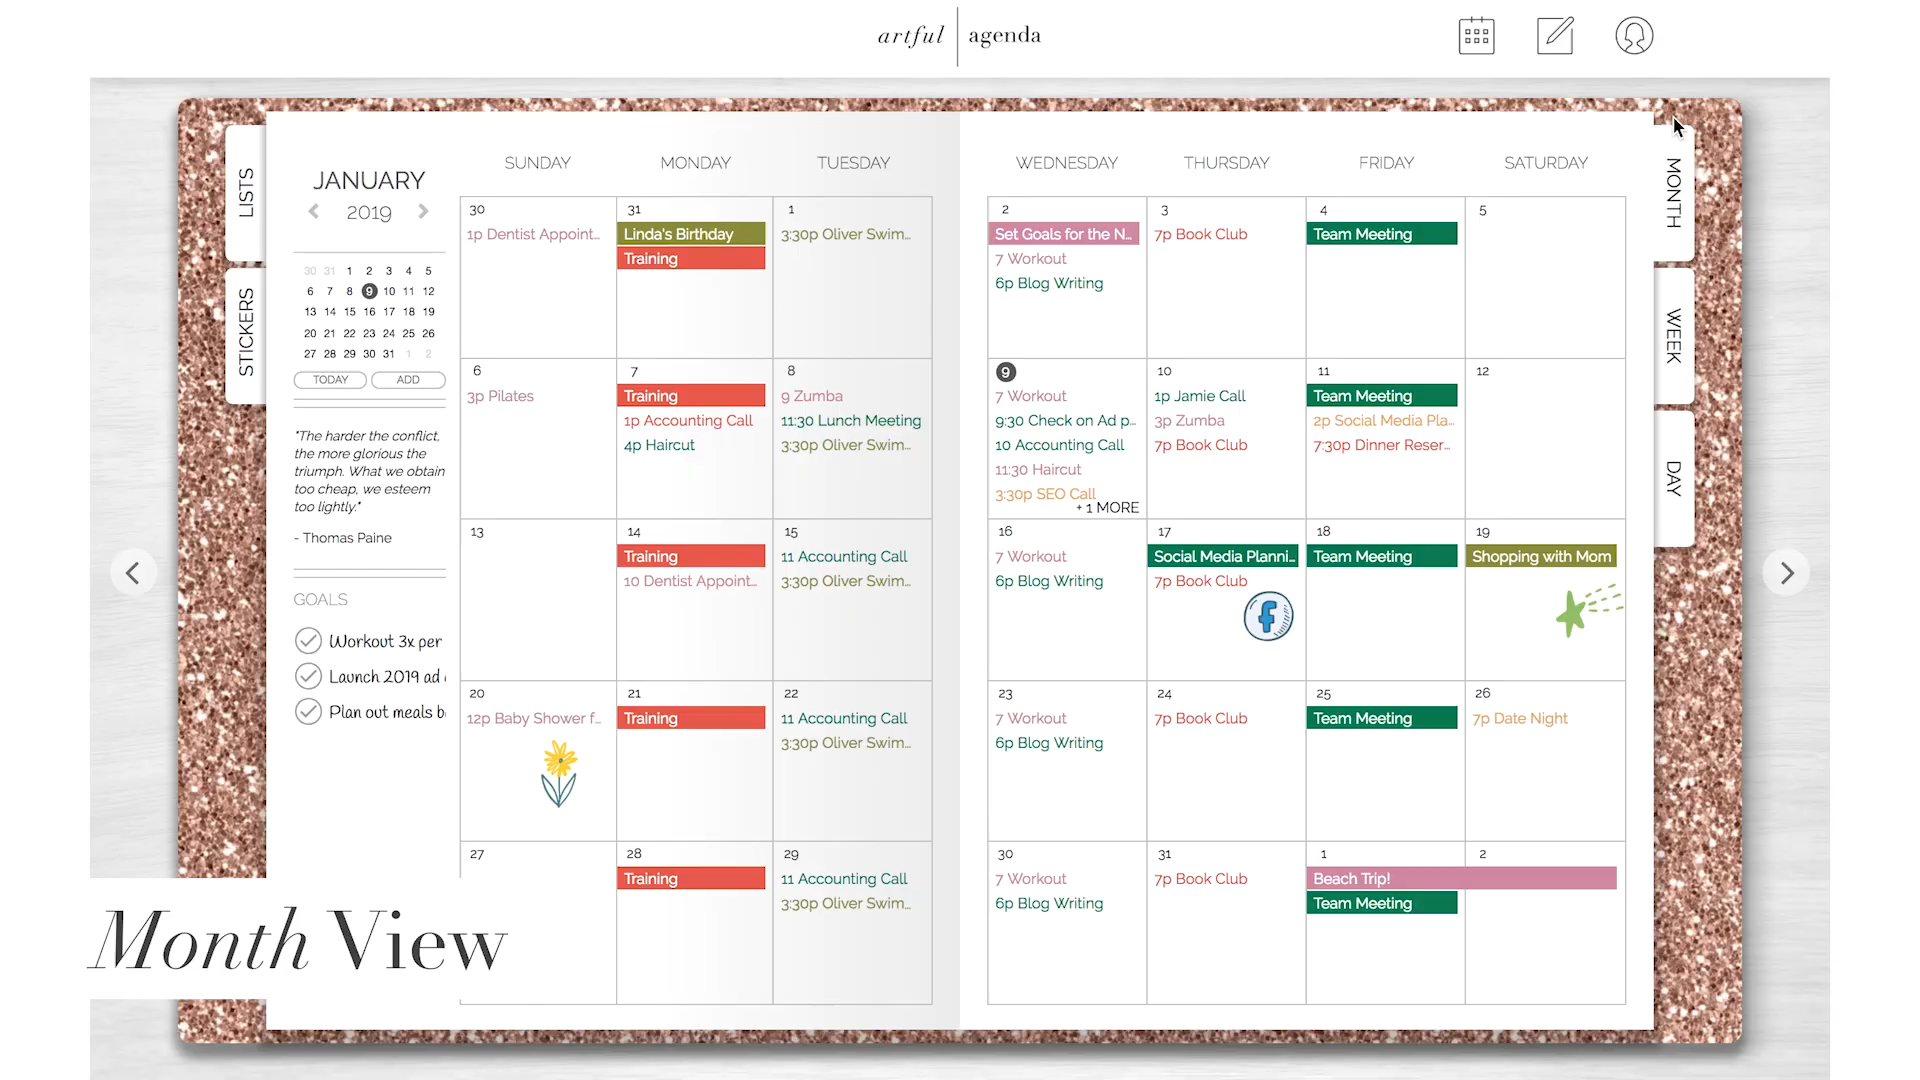 artful agenda
LISTS
STICKERS
JANUARY
2019
30 31 1 2 3 4 5
6 7 8 9 10 11 12
13 14 15 16 17 18 19
20 21 22 23 24 25 26
27 28 29 30 31 1 2
TODAY ADD
"The harder the conflict,
the more glorious the
triumph. What we obtain
too cheap, we esteem
too lightly."
- Thomas Paine
GOALS
Workout 3x per
Launch 2019 ad
Plan out meals b
SUNDAY MONDAY TUESDAY WEDNESDAY THURSDAY FRIDAY SATURDAY
30
1p Dentist Appoint...
31
Linda's Birthday
Training
1
3:30p Oliver Swim...
2
Set Goals for the N...
7 Workout
6p Blog Writing
3
7p Book Club
4
Team Meeting
5
6
3p Pilates
7
Training
1p Accounting Call
4p Haircut
8
9 Zumba
11:30 Lunch Meeting
3:30p Oliver Swim...
9
7 Workout
9:30 Check on Ad p...
10 Accounting Call
11:30 Haircut
3:30p SEO Call
+ 1 MORE
10
1p Jamie Call
3p Zumba
7p Book Club
11
Team Meeting
2p Social Media Pla...
7:30p Dinner Reser...
12
13
14
Training
10 Dentist Appoint...
15
11 Accounting Call
3:30p Oliver Swim...
16
7 Workout
6p Blog Writing
17
Social Media Planni...
7p Book Club
f
18
Team Meeting
19
Shopping with Mom
20
12p Baby Shower f...
21
Training
22
11 Accounting Call
3:30p Oliver Swim...
23
7 Workout
6p Blog Writing
24
7p Book Club
25
Team Meeting
26
7p Date Night
27
28
Training
29
11 Accounting Call
3:30p Oliver Swim...
30
7 Workout
6p Blog Writing
31
7p Book Club
1
Beach Trip!
Team Meeting
2
MONTH
WEEK
DAY
Month View